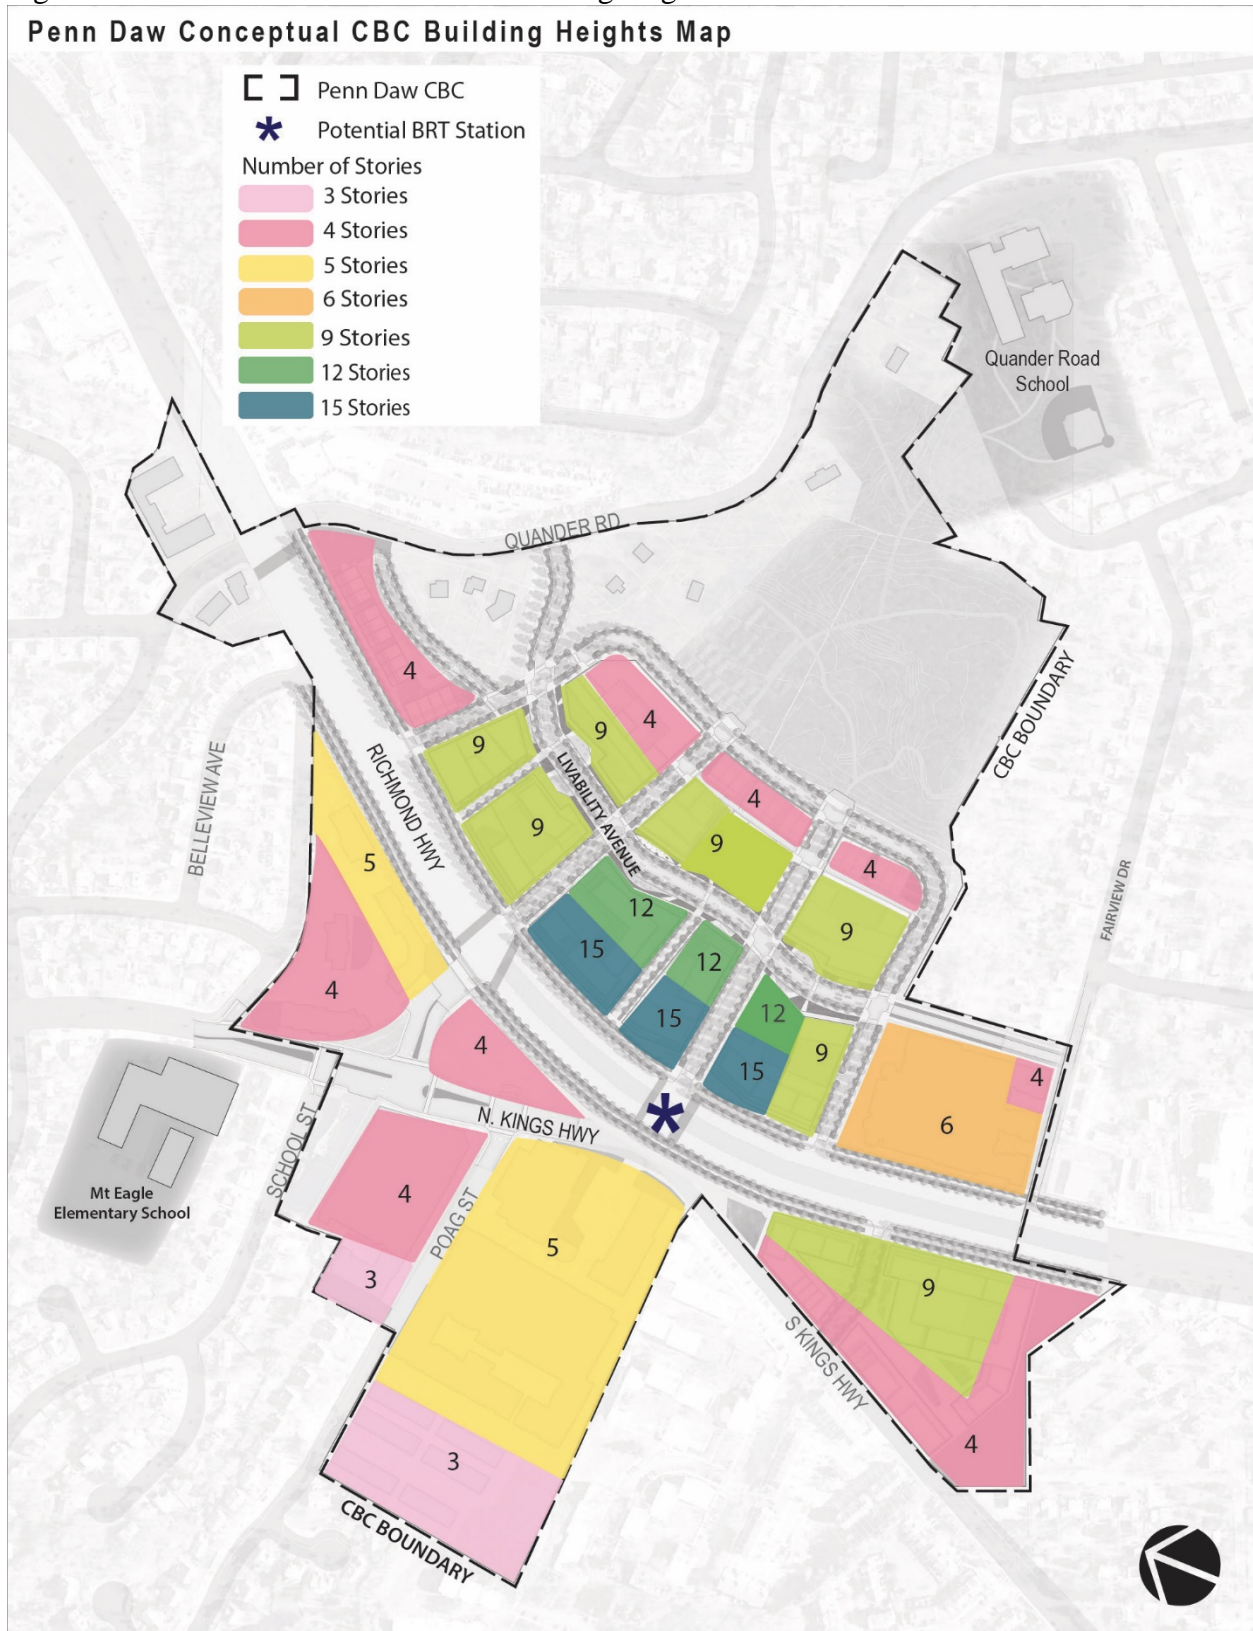 Penn Daw Conceptual CBC Building Heights Map
Penn Daw CBC
Potential BRT Station
Number of Stories
3 Stories
4 Stories
5 Stories
6 Stories
9 Stories
12 Stories
15 Stories
Quander Road
School
QUANDER RD
4
CBC BOUNDARY
RICHMOND HWY
BELLEVIEW AVE
LIVABILITY AVENUE
9
9
4
9
4
9
4
9
5
4
12
15
12
15
12
15
9
FAIRVIEW DR
4
6
4
N. KINGS HWY
SCHOOL ST
Mt Eagle
Elementary School
4
POAG ST
3
5
3
CBC BOUNDARY
9
S KINGS HWY
4